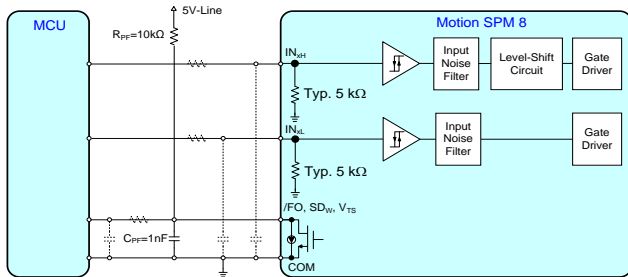 MCU
5V-Line
R_PF=10kΩ
Motion SPM 8
IN_xH
Typ. 5 kΩ
Input
Noise
Filter
Level-Shift
Circuit
Gate
Driver
IN_xL
Typ. 5 kΩ
Input
Noise
Filter
Gate
Driver
/FO, SD_W, V_TS
C_PF=1nF
COM